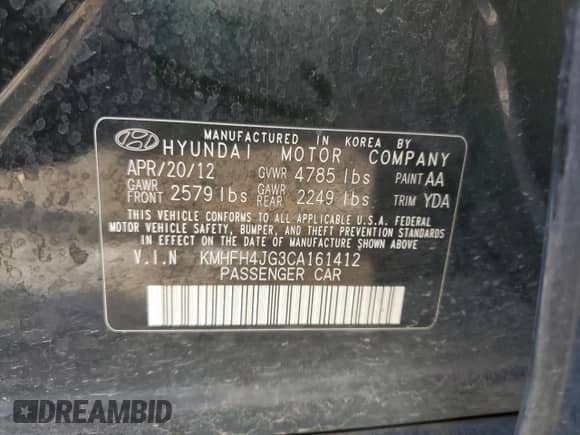 MANUFACTURED IN KOREA BY
HYUNDAI MOTOR COMPANY
APR/20/12 GVWR 4785 lbs PAINT AA
GAWR FRONT 2579 lbs GAWR REAR 2249 lbs TRIM YDA
THIS VEHICLE CONFORMS TO ALL APPLICABLE U.S.A. FEDERAL
MOTOR VEHICLE SAFETY, BUMPER, AND THEFT PREVENTION
STANDARDS IN EFFECT ON THE DATE OF MANUFACTURE SHOWN ABOVE.
V.I.N KMHFH4JG3CA161412
PASSENGER CAR
DREAMBID